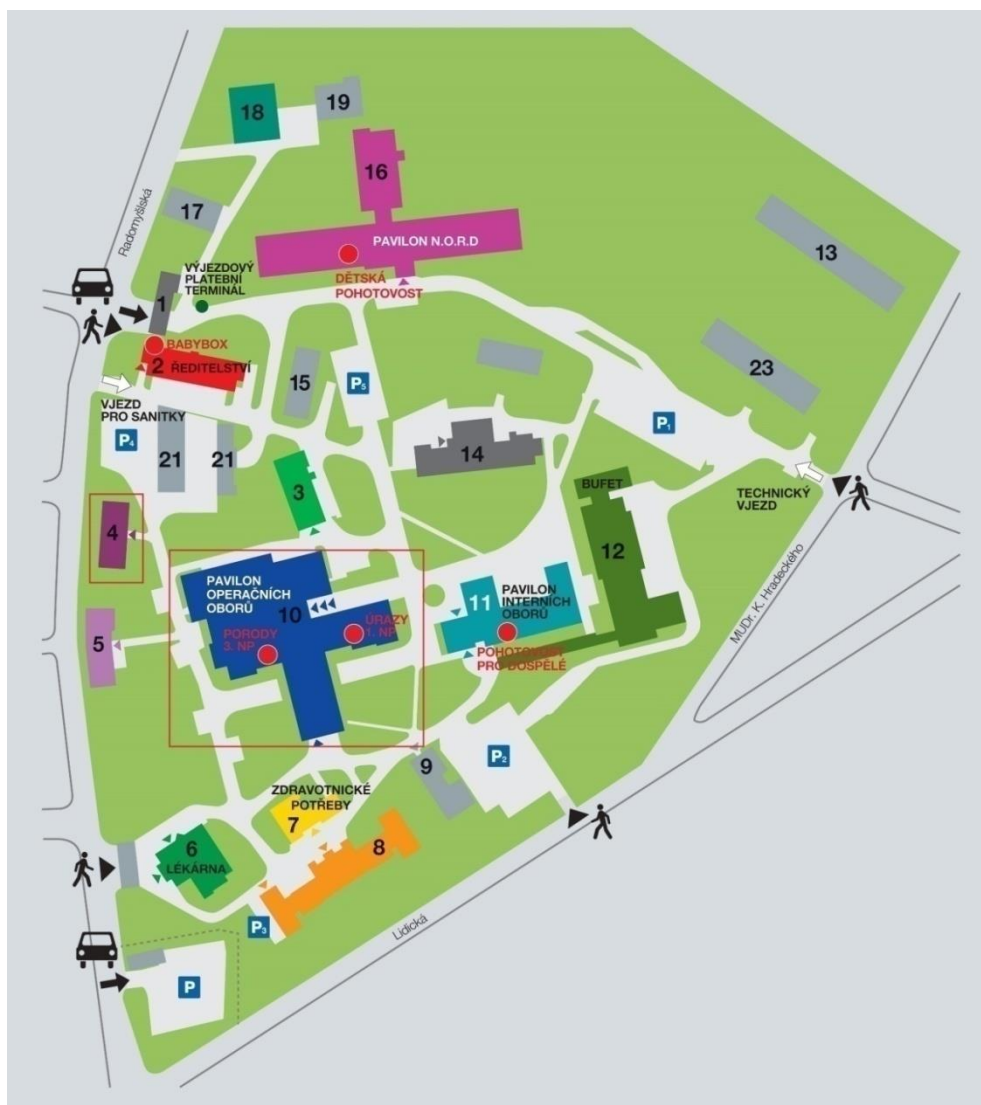 18
19
16
Radomyšlská
17
PAVILON N.O.R.D
13
VÝJEZDOVÝ
PLATEBNÍ
TERMINÁL
DĚTSKÁ
POHOTOVOST
1
BABYBOX
2 ŘEDITELSTVÍ
15
P5
23
VJEZD
PRO SANITKY
P4
P1
21
21
14
3
BUFET
TECHNICKÝ
VJEZD
4
12
MUDr. K. Hradeckého
PAVILON
OPERAČNÍCH
OBORŮ
10
11
PAVILON
INTERNÍCH
OBORŮ
ÚRAZY
1. NP
PORODY
3. NP
5
POHOTOVOST
PRO DOSPĚLÉ
P2
9
ZDRAVOTNICKÉ
POTŘEBY
7
8
6
LÉKÁRNA
P3
Lidická
P